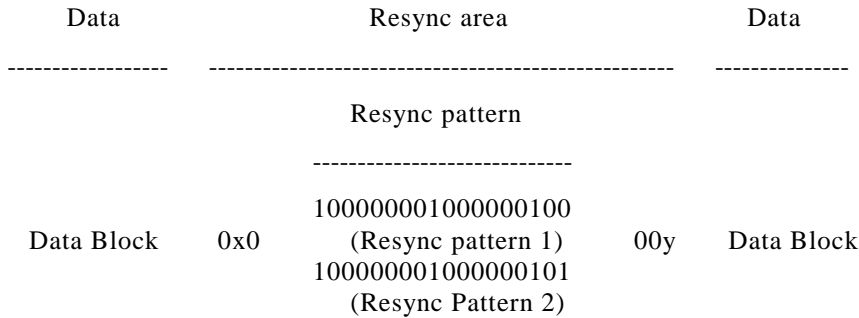 Data Resync area Data
------------------ ---------------------------------------------------- ---------------
Resync pattern
-----------------------------
100000001000000100
Data Block 0x0 (Resync pattern 1) 00y Data Block
100000001000000101
(Resync Pattern 2)